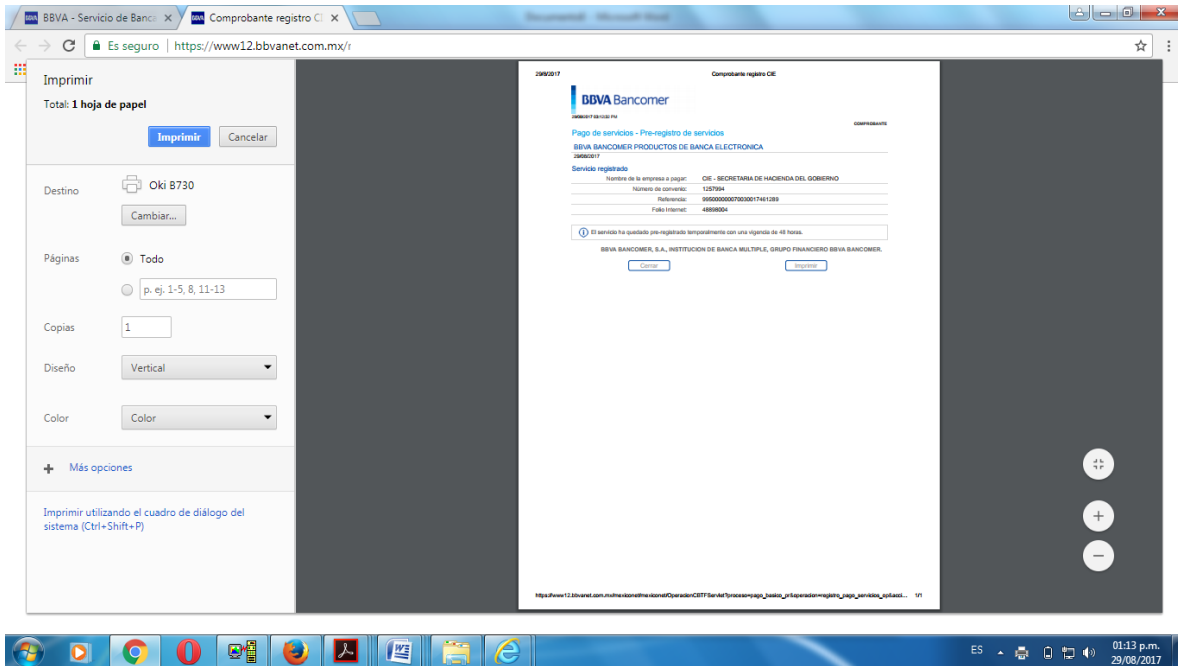 BBVA - Servicio de Banca
Comprobante registro CI
Es seguro | https://www12.bbvanet.com.mx/r
Imprimir
Total: 1 hoja de papel
Imprimir Cancelar
Destino Oki B730
Cambiar...
Páginas Todo
p. ej. 1-5, 8, 11-13
Copias 1
Diseño Vertical
Color Color
Más opciones
Imprimir utilizando el cuadro de diálogo del
sistema (Ctrl+Shift+P)
29/8/2017 Comprobante registro CIE
BBVA Bancomer
COMPROBANTE
Pago de servicios - Pre-registro de servicios
BBVA BANCOMER PRODUCTOS DE BANCA ELECTRONICA
29/08/2017
Servicio registrado
Nombre de la empresa a pagar: CIE - SECRETARIA DE HACIENDA DEL GOBIERNO
Número de convenio: 1257994
Referencia:
Folio Internet: 48898004
El servicio ha quedado pre-registrado temporalmente con una vigencia de 48 horas.
BBVA BANCOMER, S.A., INSTITUCION DE BANCA MULTIPLE, GRUPO FINANCIERO BBVA BANCOMER.
Cerrar Imprimir
1/1
ES 01:13 p.m.
29/08/2017